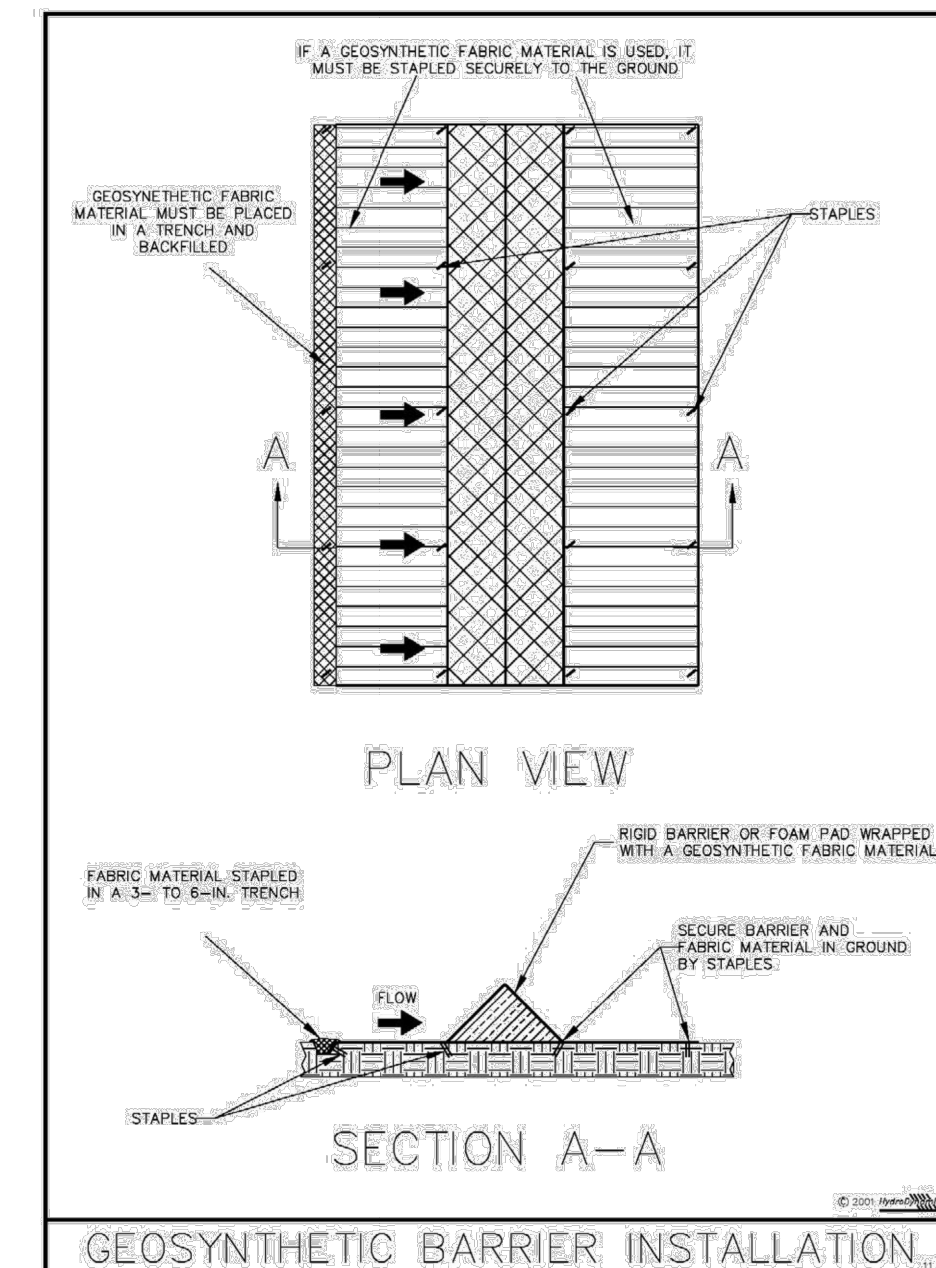 IF A GEOSYNTHETIC FABRIC MATERIAL IS USED, IT
MUST BE STAPLED SECURELY TO THE GROUND
GEOSYNETHETIC FABRIC
MATERIAL MUST BE PLACED
IN A TRENCH AND
BACKFILLED
STAPLES
A
A
PLAN VIEW
RIGID BARRIER OR FOAM PAD WRAPPED
WITH A GEOSYNTHETIC FABRIC MATERIAL
FABRIC MATERIAL STAPLED
IN A 3- TO 6-IN. TRENCH
SECURE BARRIER AND
FABRIC MATERIAL IN GROUND
BY STAPLES
FLOW
STAPLES
SECTION A-A
© 2001
GEOSYNTHETIC BARRIER INSTALLATION